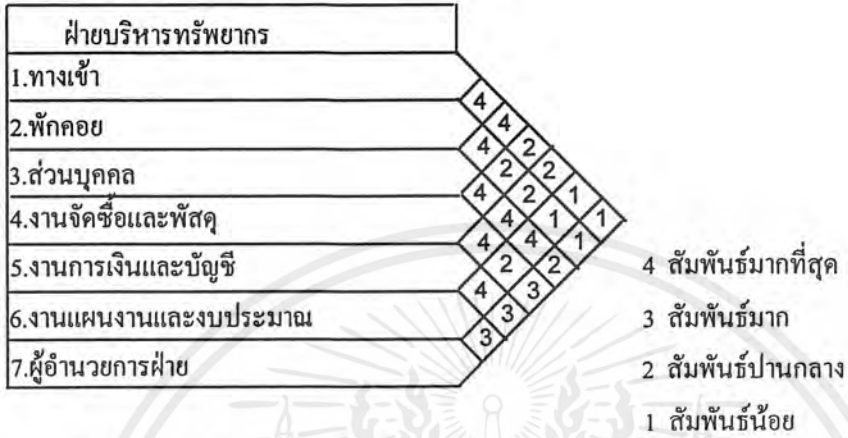 ฝ่ายบริหารทรัพยากร
1.ทางเข้า
4
4
2.พักคอย
4 2
2 2
3.ส่วนบุคคล
4 2 1
4 1 1
4.งานจัดซื้อและพัสดุ
4 4 1
2 2
5.งานการเงินและบัญชี
4 3
3
6.งานแผนงานและงบประมาณ
3
7.ผู้อำนวยการฝ่าย
4 สัมพันธ์มากที่สุด
3 สัมพันธ์มาก
2 สัมพันธ์ปานกลาง
1 สัมพันธ์น้อย